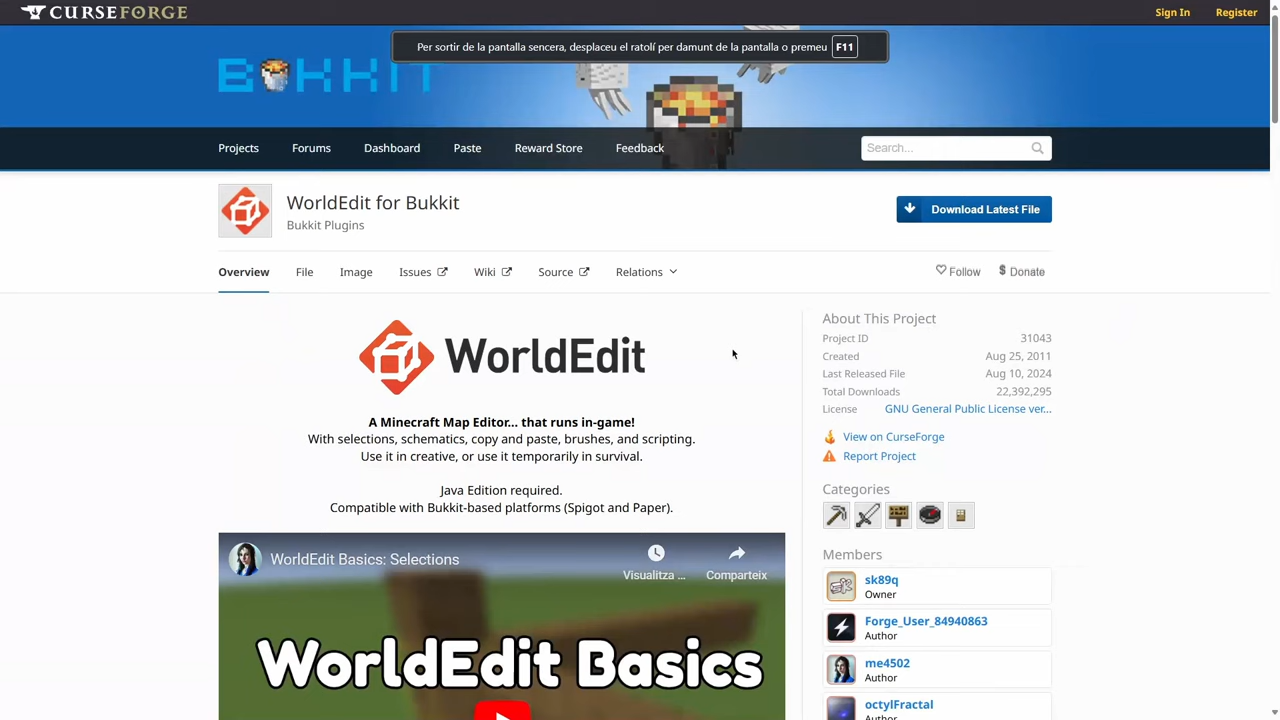 CURSEFORGE
Sign In
Register
Per sortir de la pantalla sencera, desplaceu el ratolí per damunt de la pantalla o premeu F11
BUKKIT
Projects
Forums
Dashboard
Paste
Reward Store
Feedback
Search...
WorldEdit for Bukkit
Bukkit Plugins
Download Latest File
Overview
File
Image
Issues
Wiki
Source
Relations
Follow
Donate
WorldEdit
A Minecraft Map Editor... that runs in-game!
With selections, schematics, copy and paste, brushes, and scripting.
Use it in creative, or use it temporarily in survival.
Java Edition required.
Compatible with Bukkit-based platforms (Spigot and Paper).
WorldEdit Basics: Selections
Visualitza ...
Comparteix
WorldEdit Basics
About This Project
Project ID 31043
Created Aug 25, 2011
Last Released File Aug 10, 2024
Total Downloads 22,392,295
License GNU General Public License ver...
View on CurseForge
Report Project
Categories
Members
sk89q
Owner
Forge_User_84940863
Author
me4502
Author
octylFractal
Author